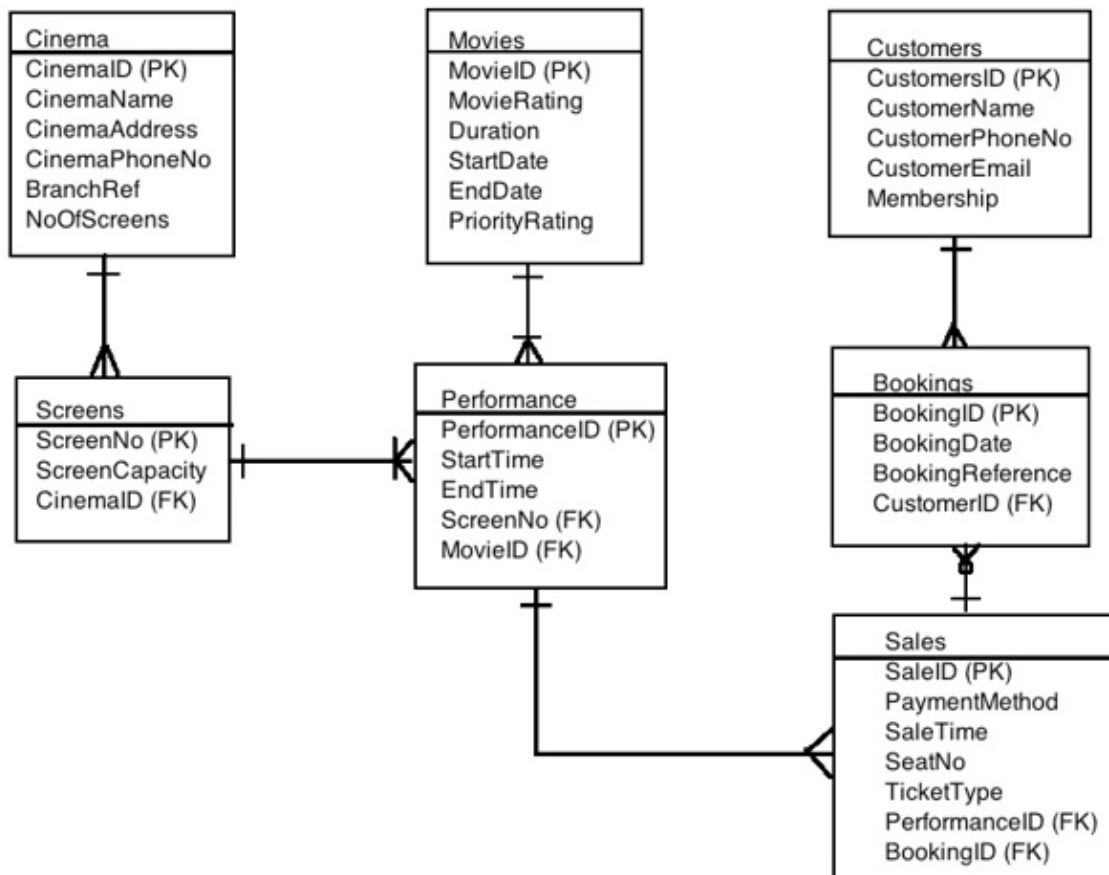 Cinema
CinemaID (PK)
CinemaName
CinemaAddress
CinemaPhoneNo
BranchRef
NoOfScreens
Movies
MovieID (PK)
MovieRating
Duration
StartDate
EndDate
PriorityRating
Customers
CustomersID (PK)
CustomerName
CustomerPhoneNo
CustomerEmail
Membership
Screens
ScreenNo (PK)
ScreenCapacity
CinemaID (FK)
Performance
PerformanceID (PK)
StartTime
EndTime
ScreenNo (FK)
MovieID (FK)
Bookings
BookingID (PK)
BookingDate
BookingReference
CustomerID (FK)
Sales
SaleID (PK)
PaymentMethod
SaleTime
SeatNo
TicketType
PerformanceID (FK)
BookingID (FK)